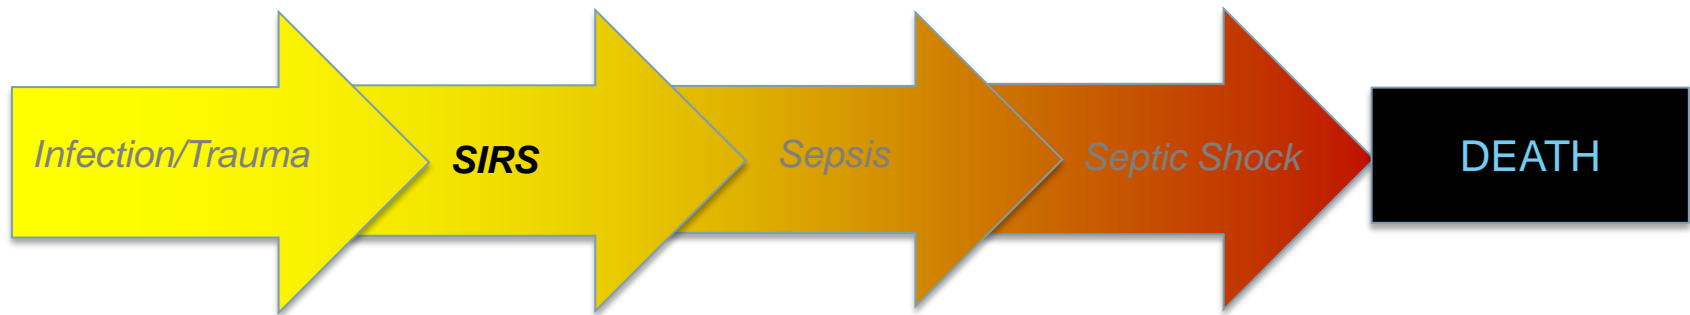 Infection/Trauma
SIRS
Sepsis
Septic Shock
DEATH